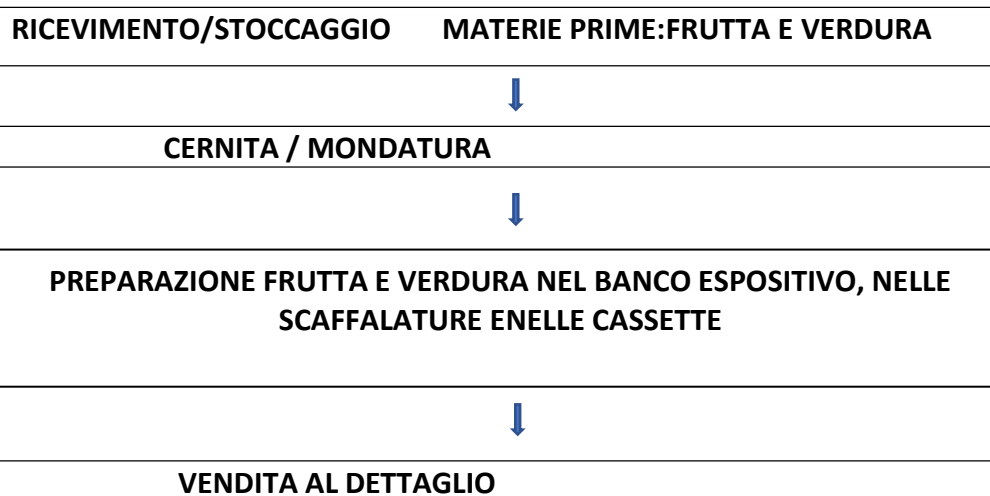 RICEVIMENTO/STOCCAGGIO MATERIE PRIME:FRUTTA E VERDURA
CERNITA / MONDATURA
PREPARAZIONE FRUTTA E VERDURA NEL BANCO ESPOSITIVO, NELLE
SCAFFALATURE ENELLE CASSETTE
VENDITA AL DETTAGLIO